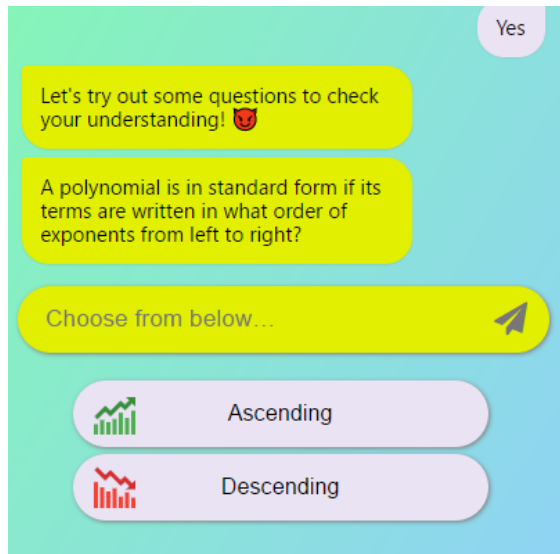 Yes
Let's try out some questions to check
your understanding! 😈
A polynomial is in standard form if its
terms are written in what order of
exponents from left to right?
Choose from below...
Ascending
Descending